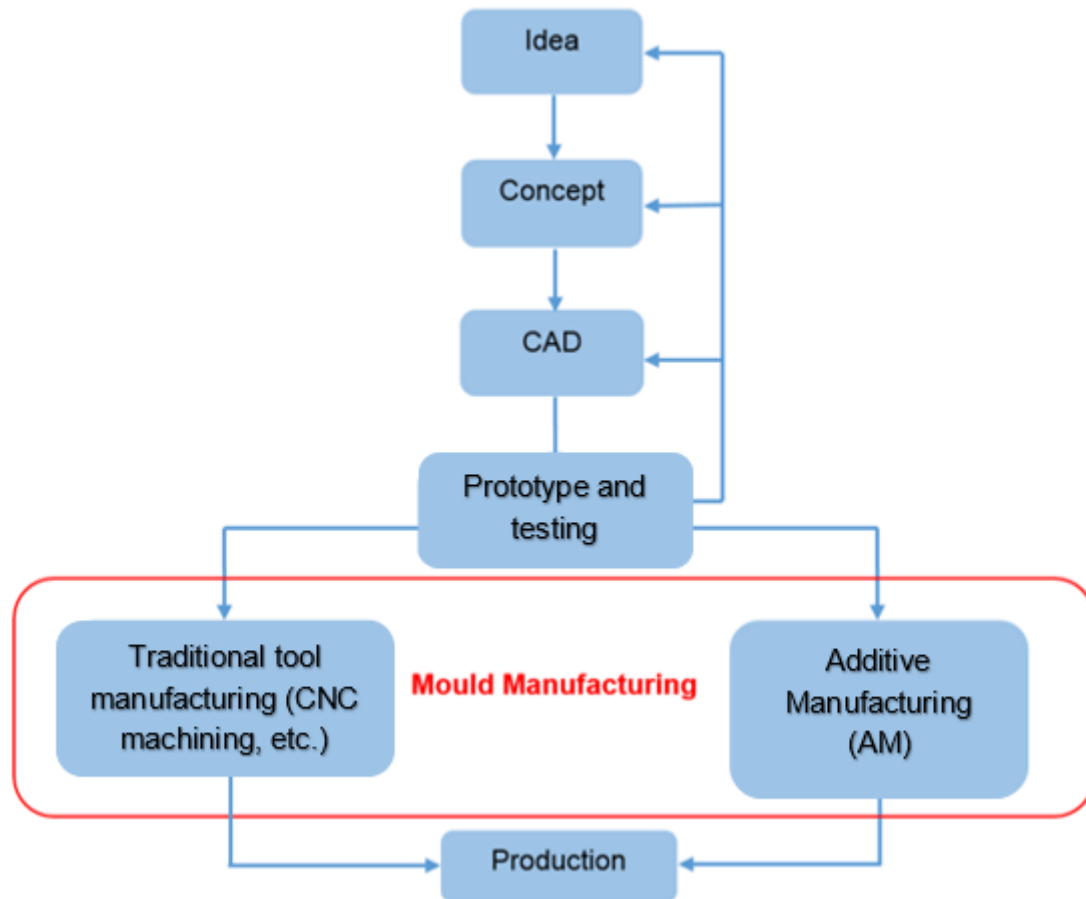 Idea
Concept
CAD
Prototype and
testing
Traditional tool
manufacturing (CNC
machining, etc.)
Mould Manufacturing
Additive
Manufacturing
(AM)
Production